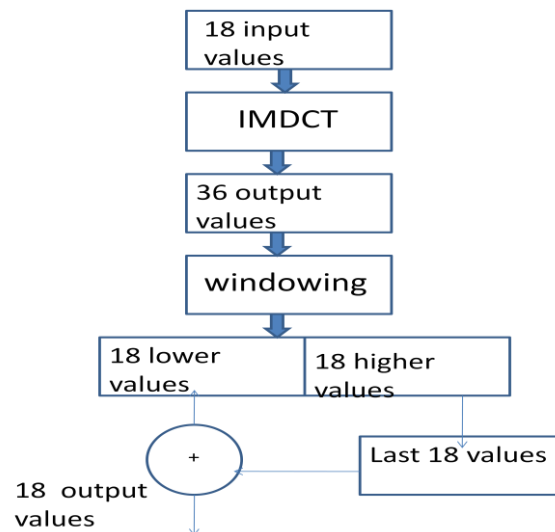 18 input
values
IMDCT
36 output
values
windowing
18 lower
values
18 higher
values
+
Last 18 values
18 output
values